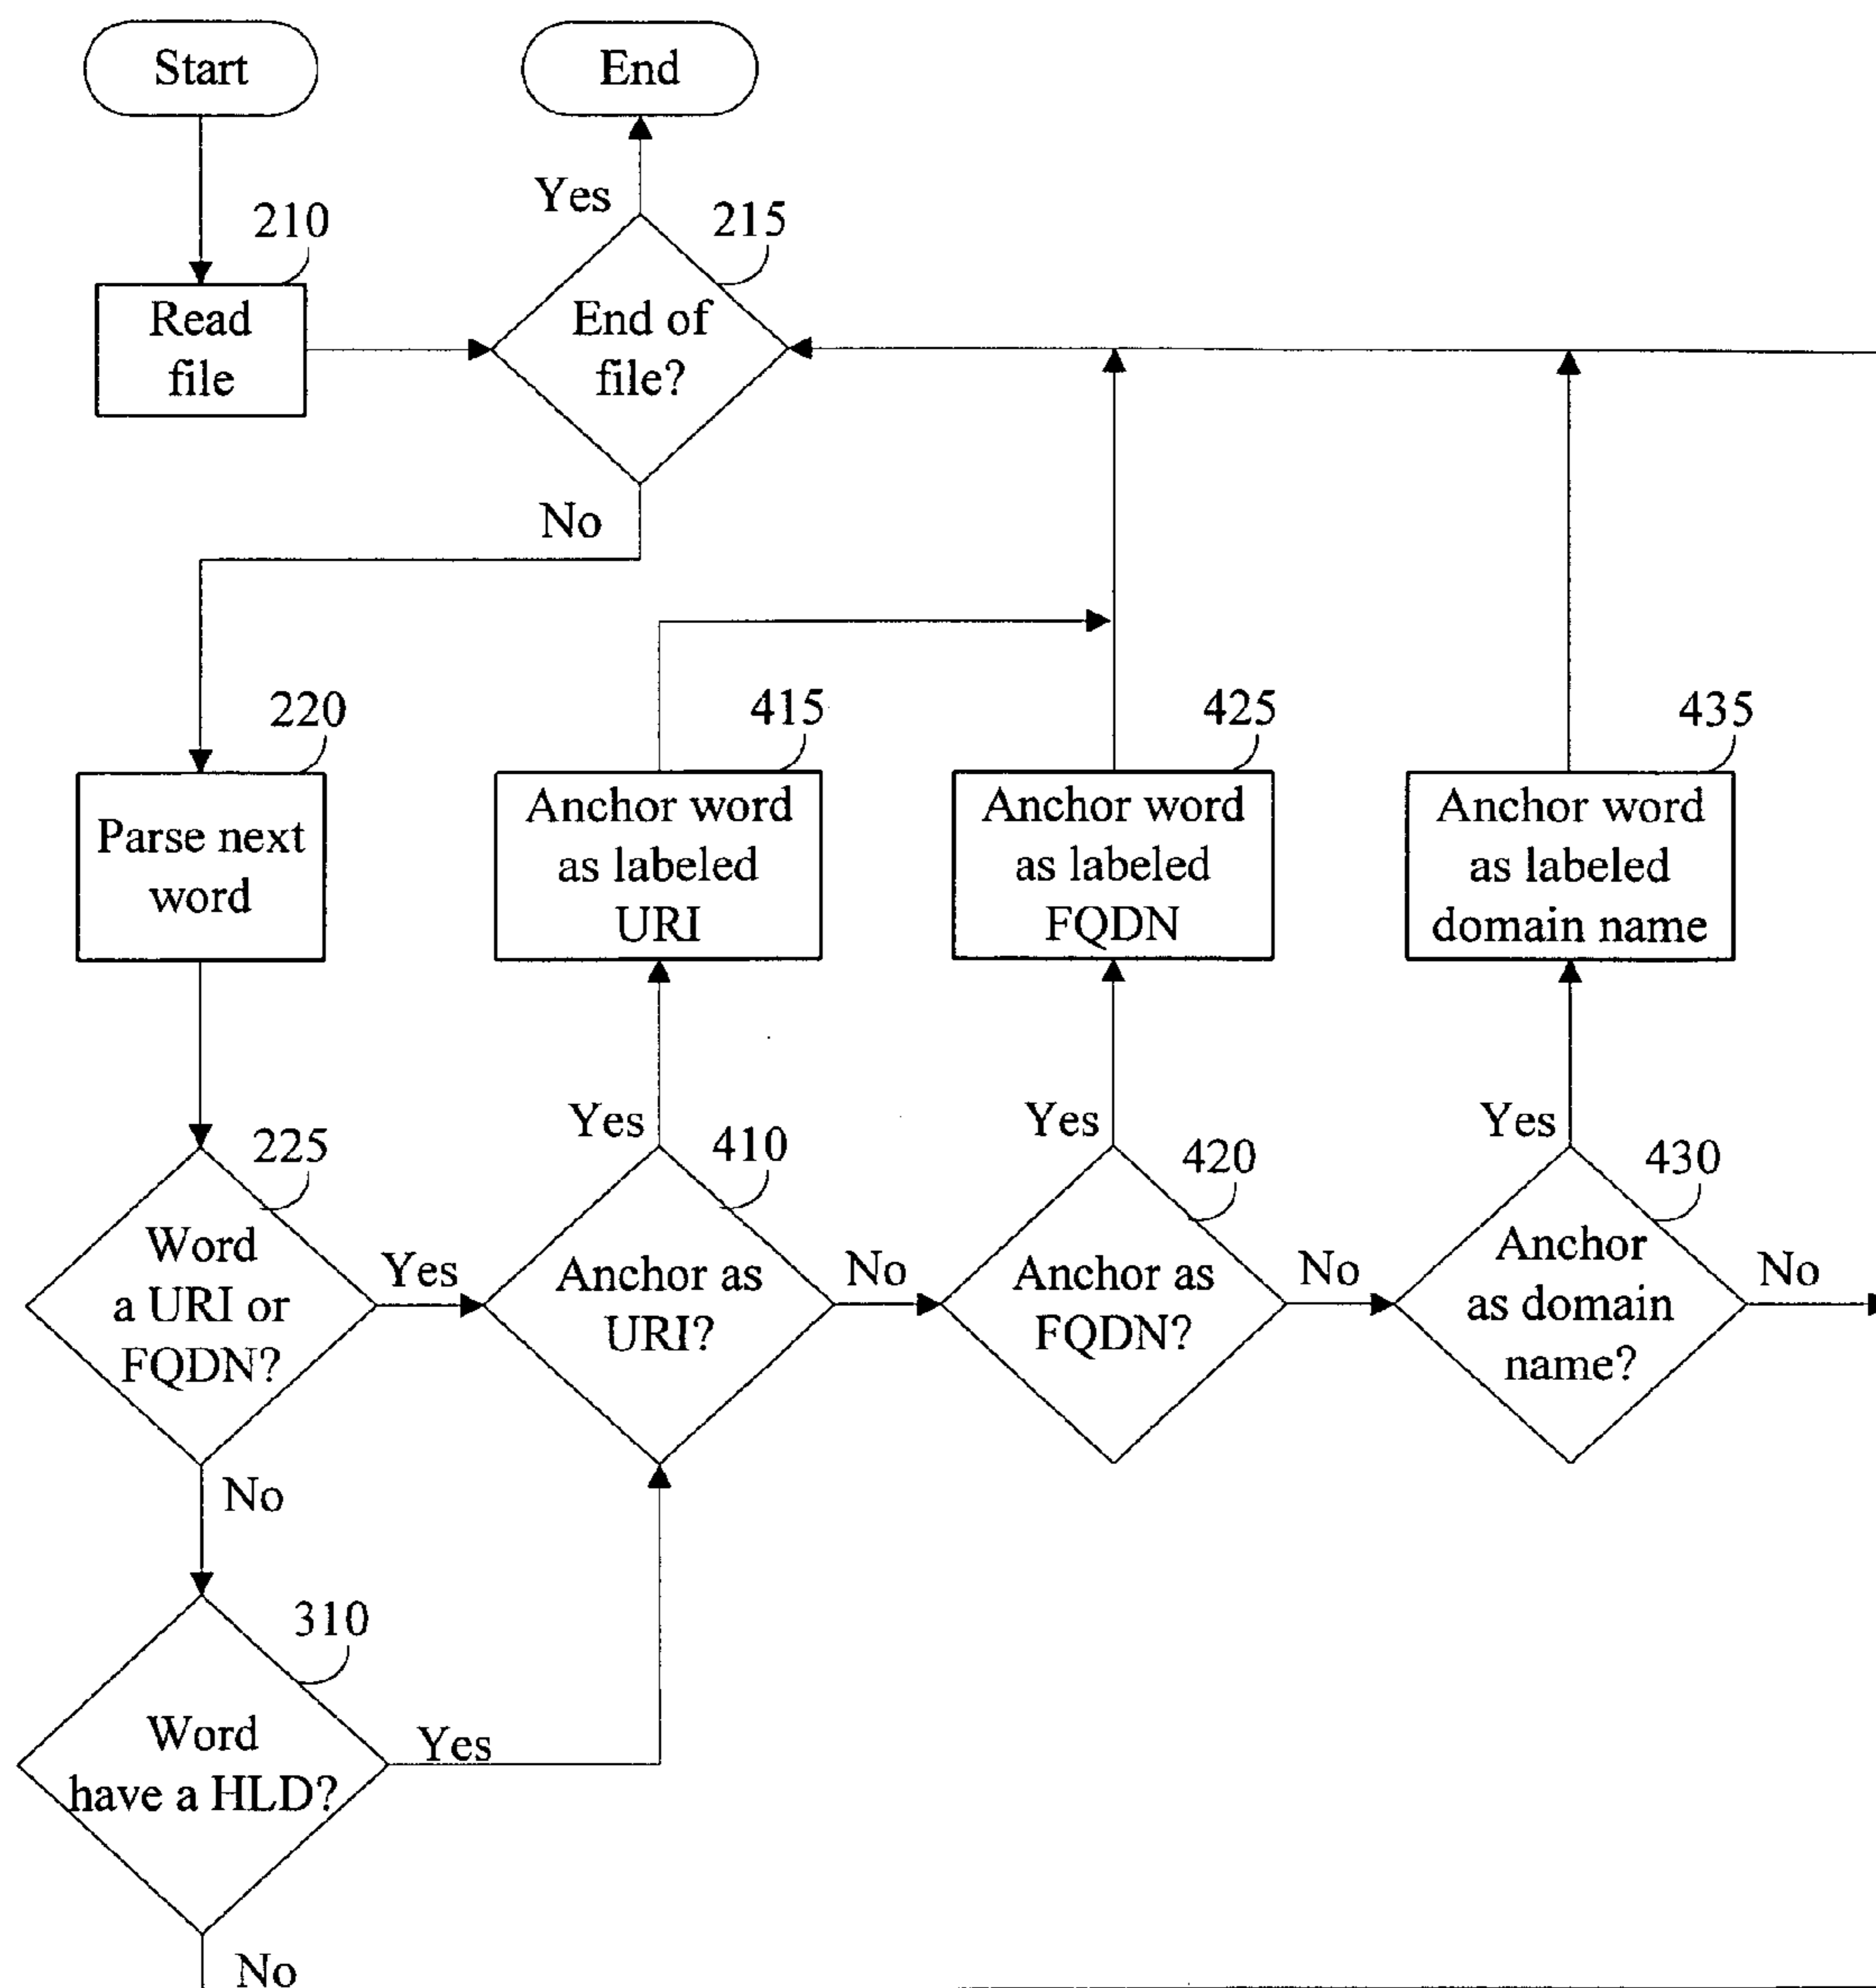 Start
End
Yes
210
215
Read
file
End of
file?
No
220
415
425
435
Parse next
word
Anchor word
as labeled
URI
Anchor word
as labeled
FQDN
Anchor word
as labeled
domain name
Yes
Yes
Yes
225
410
420
430
Word
a URI or
FQDN?
Yes
Anchor as
URI?
No
Anchor as
FQDN?
No
Anchor
as domain
name?
No
No
310
Word
have a HLD?
Yes
No